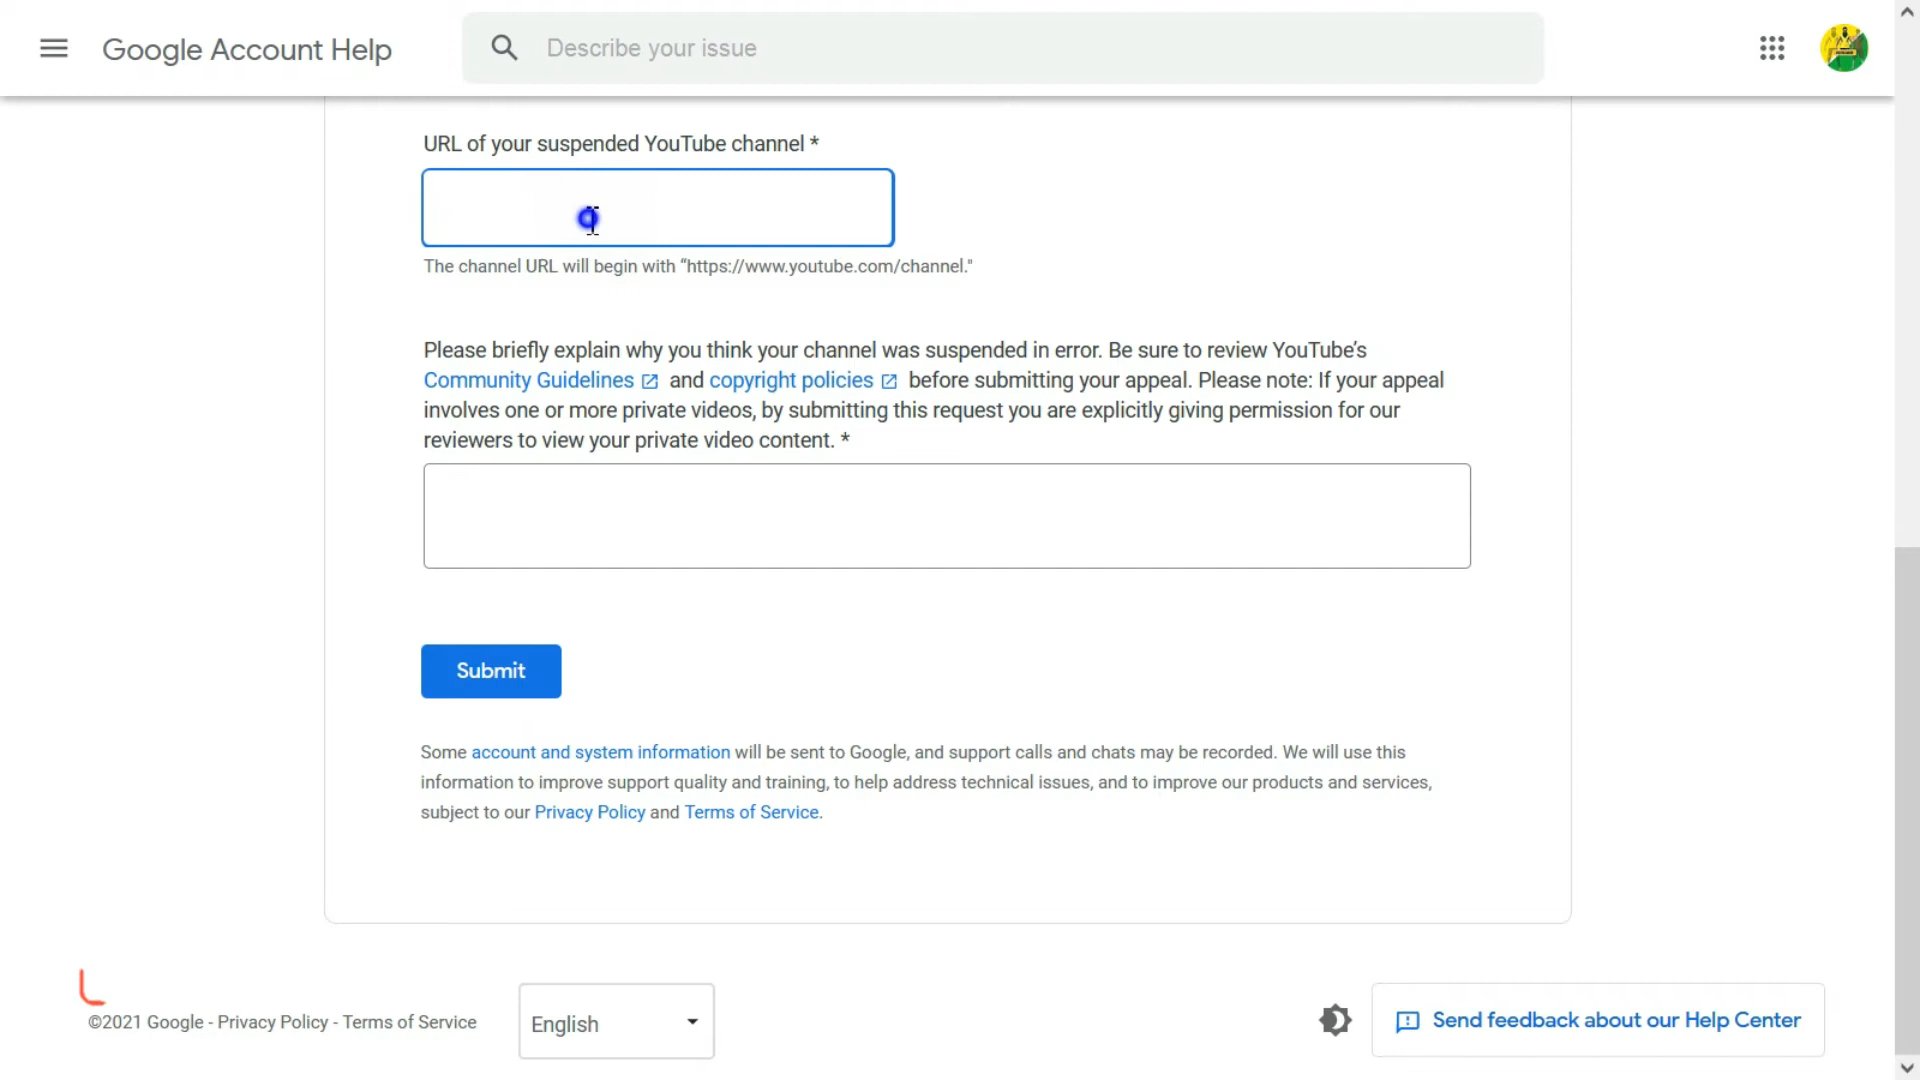 Google Account Help
Describe your issue
URL of your suspended YouTube channel *
The channel URL will begin with “https://www.youtube.com/channel."
Please briefly explain why you think your channel was suspended in error. Be sure to review YouTube’s
Community Guidelines and copyright policies before submitting your appeal. Please note: If your appeal
involves one or more private videos, by submitting this request you are explicitly giving permission for our
reviewers to view your private video content. *
Submit
Some account and system information will be sent to Google, and support calls and chats may be recorded. We will use this
information to improve support quality and training, to help address technical issues, and to improve our products and services,
subject to our Privacy Policy and Terms of Service.
©2021 Google - Privacy Policy - Terms of Service
English
Send feedback about our Help Center